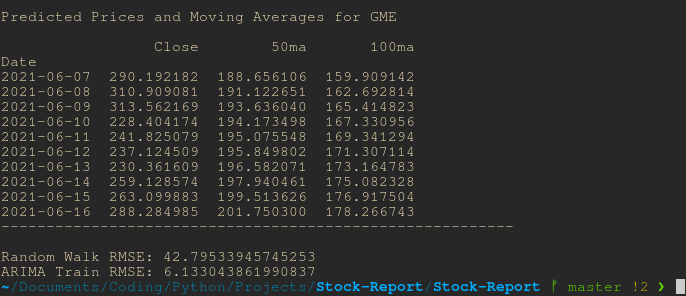 Predicted Prices and Moving Averages for GME
Close 50ma 100ma
Date
2021-06-07 290.192182 188.656106 159.909142
2021-06-08 310.909081 191.122651 162.692814
2021-06-09 313.562169 193.636040 165.414823
2021-06-10 228.404174 194.173498 167.330956
2021-06-11 241.825079 195.075548 169.341294
2021-06-12 237.124509 195.849802 171.307114
2021-06-13 230.361609 196.582071 173.164783
2021-06-14 259.128574 197.940461 175.082328
2021-06-15 263.099883 199.513626 176.917504
2021-06-16 288.284985 201.750300 178.266743
---------------------------------------------------------
Random Walk RMSE: 42.79533945745253
ARIMA Train RMSE: 6.133043861990837
~/Documents/Coding/Python/Projects/Stock-Report/Stock-Report ᚠ master !2 ❯